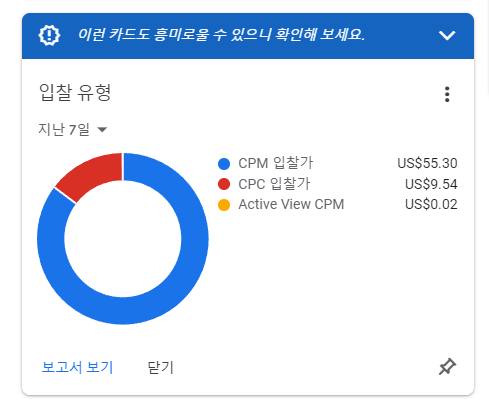 이런 카드도 흥미로울 수 있으니 확인해 보세요.
입찰 유형
지난 7일
CPM 입찰가 US$55.30
CPC 입찰가 US$9.54
Active View CPM US$0.02
보고서 보기 닫기